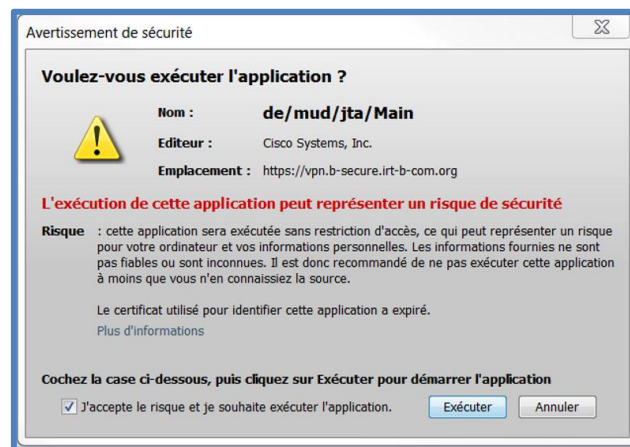 Avertissement de sécurité
Voulez-vous exécuter l'application ?
Nom : de/mud/jta/Main
Editeur : Cisco Systems, Inc.
Emplacement : https://vpn.b-secure.irt-b-com.org
L'exécution de cette application peut représenter un risque de sécurité
Risque : cette application sera exécutée sans restriction d'accès, ce qui peut représenter un risque
pour votre ordinateur et vos informations personnelles. Les informations fournies ne sont
pas fiables ou sont inconnues. Il est donc recommandé de ne pas exécuter cette application
à moins que vous n'en connaissiez la source.
Le certificat utilisé pour identifier cette application a expiré.
Plus d'informations
Cochez la case ci-dessous, puis cliquez sur Exécuter pour démarrer l'application
J'accepte le risque et je souhaite exécuter l'application. Exécuter Annuler